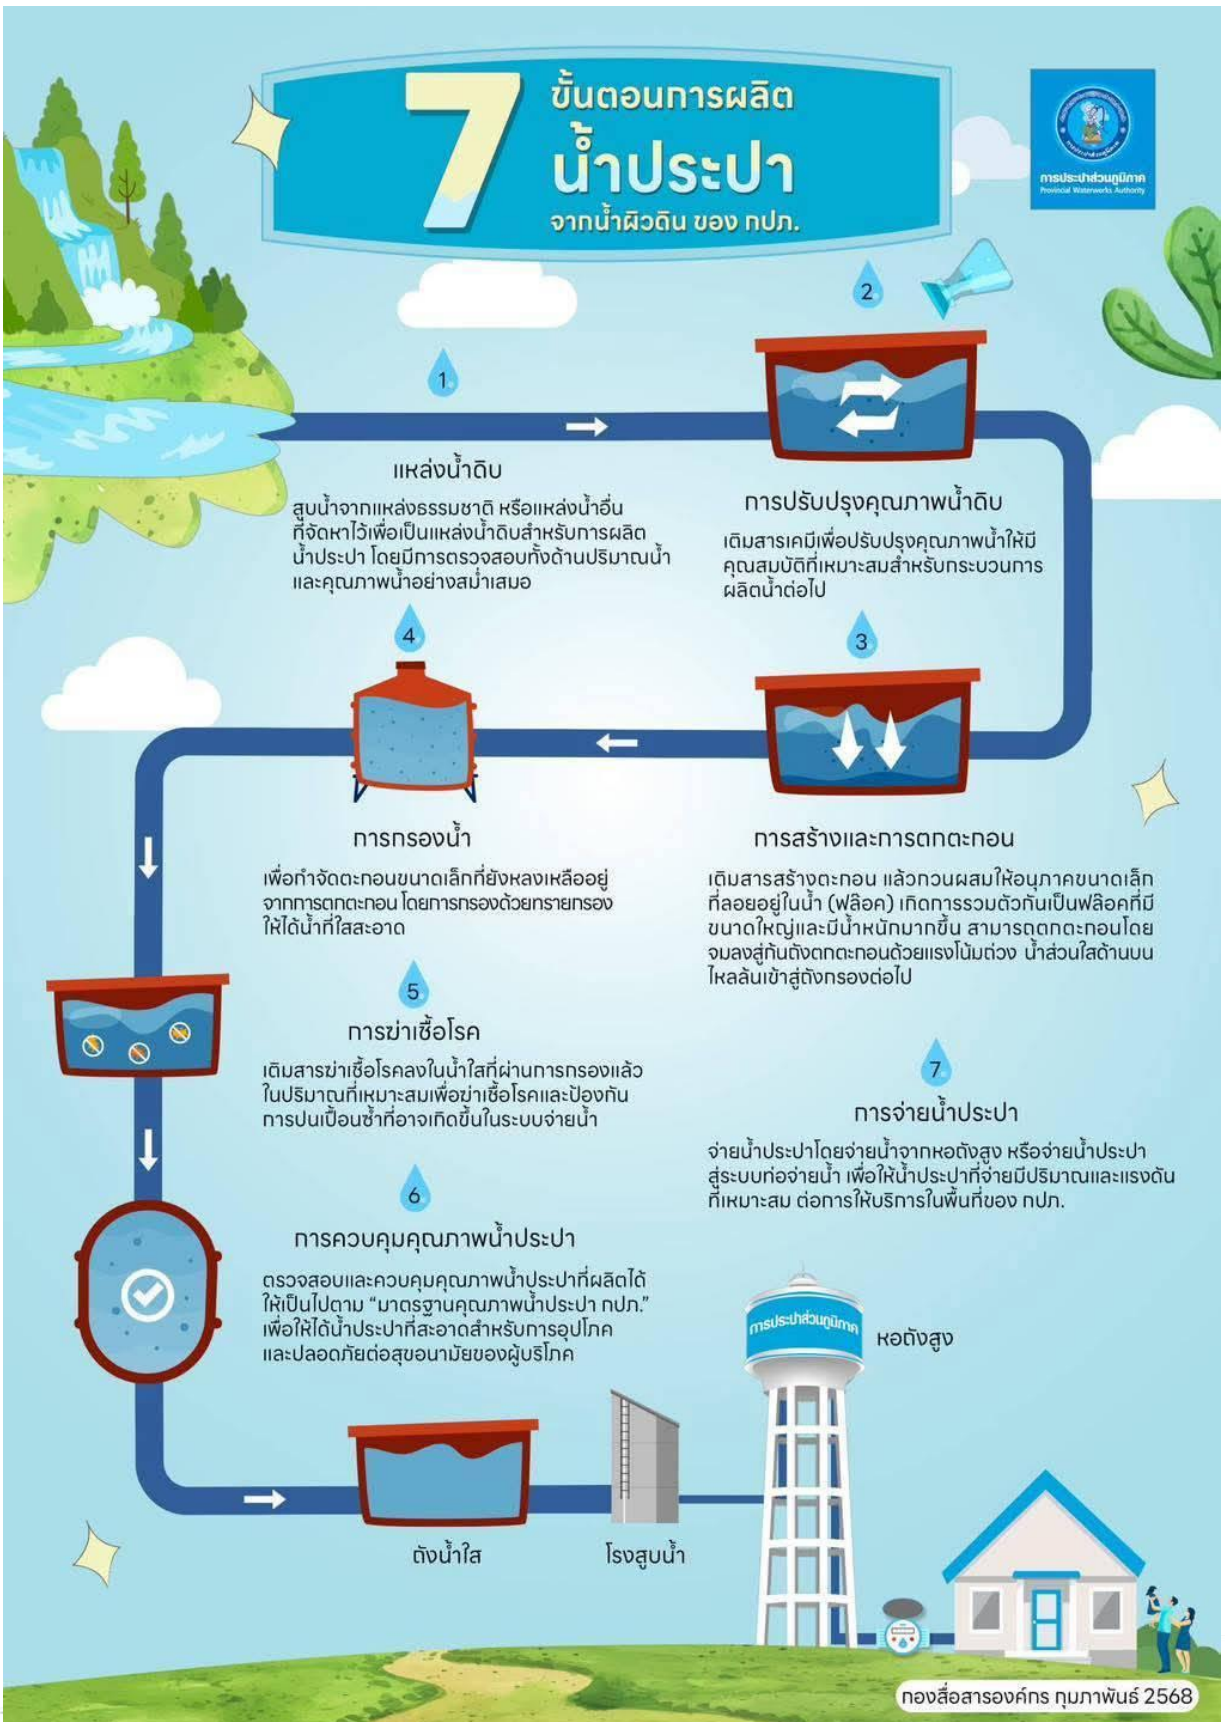 7
ขั้นตอนการผลิต
น้ำประปา
จากน้ำผิวดิน ของ กปภ.
การประปาส่วนภูมิภาค
Provincial Waterworks Authority
1.
แหล่งน้ำดิบ
สูบน้ำจากแหล่งธรรมชาติ หรือแหล่งน้ำอื่น
ที่จัดหาไว้เพื่อเป็นแหล่งน้ำดิบสำหรับการผลิต
น้ำประปา โดยมีการตรวจสอบทั้งด้านปริมาณน้ำ
และคุณภาพน้ำอย่างสม่ำเสมอ
2.
การปรับปรุงคุณภาพน้ำดิบ
เติมสารเคมีเพื่อปรับปรุงคุณภาพน้ำให้มี
คุณสมบัติที่เหมาะสมสำหรับกระบวนการ
ผลิตน้ำต่อไป
3.
การสร้างและการตกตะกอน
เติมสารสร้างตะกอน แล้วกวนผสมให้อนุภาคขนาดเล็ก
ที่ลอยอยู่ในน้ำ (ฟล๊อค) เกิดการรวมตัวกันเป็นฟล๊อคที่มี
ขนาดใหญ่และมีน้ำหนักมากขึ้น สามารถตกตะกอนโดย
จมลงสู่ก้นถังตกตะกอนด้วยแรงโน้มถ่วง น้ำส่วนใสด้านบน
ไหลล้นเข้าสู่ถังกรองต่อไป
4.
การกรองน้ำ
เพื่อกำจัดตะกอนขนาดเล็กที่ยังหลงเหลืออยู่
จากการตกตะกอน โดยการกรองด้วยทรายกรอง
ให้ได้น้ำที่ใสสะอาด
5.
การฆ่าเชื้อโรค
เติมสารฆ่าเชื้อโรคลงในน้ำใสที่ผ่านการกรองแล้ว
ในปริมาณที่เหมาะสมเพื่อฆ่าเชื้อโรคและป้องกัน
การปนเปื้อนซ้ำที่อาจเกิดขึ้นในระบบจ่ายน้ำ
6.
การควบคุมคุณภาพน้ำประปา
ตรวจสอบและควบคุมคุณภาพน้ำประปาที่ผลิตได้
ให้เป็นไปตาม “มาตรฐานคุณภาพน้ำประปา กปภ.”
เพื่อให้ได้น้ำประปาที่สะอาดสำหรับการอุปโภค
และปลอดภัยต่อสุขอนามัยของผู้บริโภค
7.
การจ่ายน้ำประปา
จ่ายน้ำประปาโดยจ่ายน้ำจากหอถังสูง หรือจ่ายน้ำประปา
สู่ระบบท่อจ่ายน้ำ เพื่อให้น้ำประปาที่จ่ายมีปริมาณและแรงดัน
ที่เหมาะสม ต่อการให้บริการในพื้นที่ของ กปภ.
การประปาส่วนภูมิภาค
หอถังสูง
ถังน้ำใส
โรงสูบน้ำ
กองสื่อสารองค์กร กุมภาพันธ์ 2568